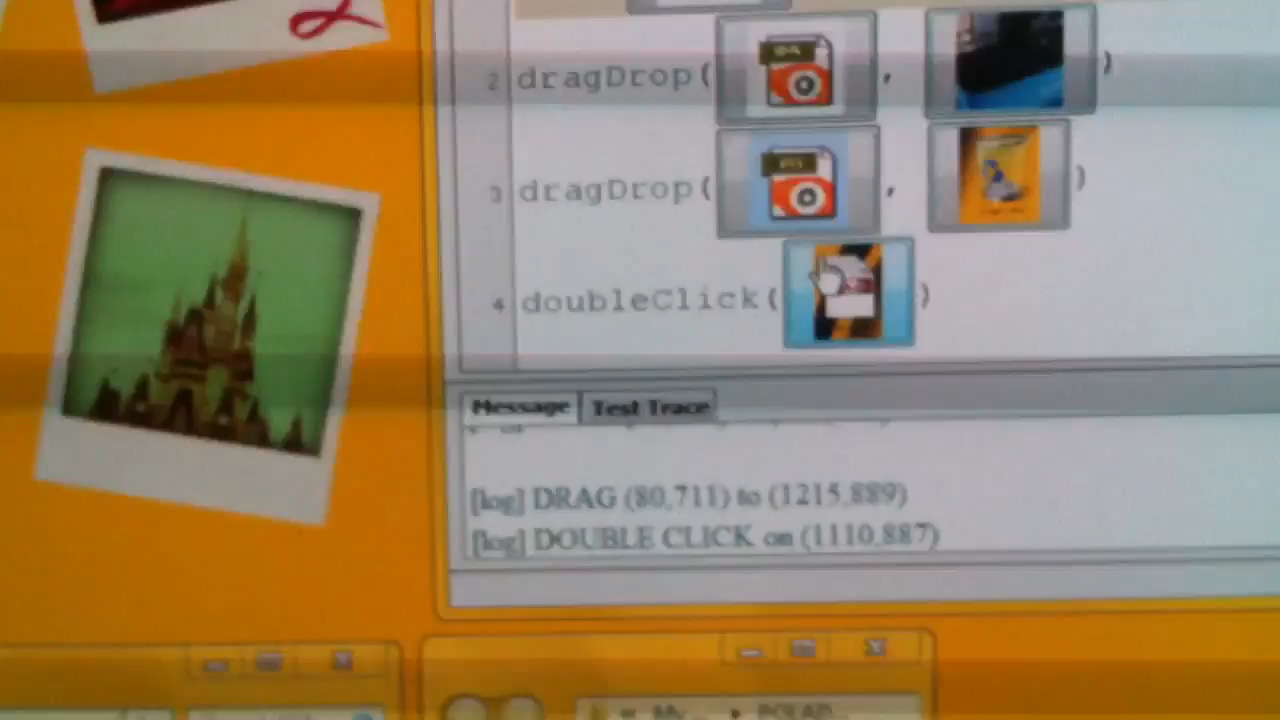 2 dragDrop( , )
3 dragDrop( , )
4 doubleClick( )
Message Test Trace
[log] DRAG (80,711) to (1215,889)
[log] DOUBLE CLICK on (1110,887)
My...